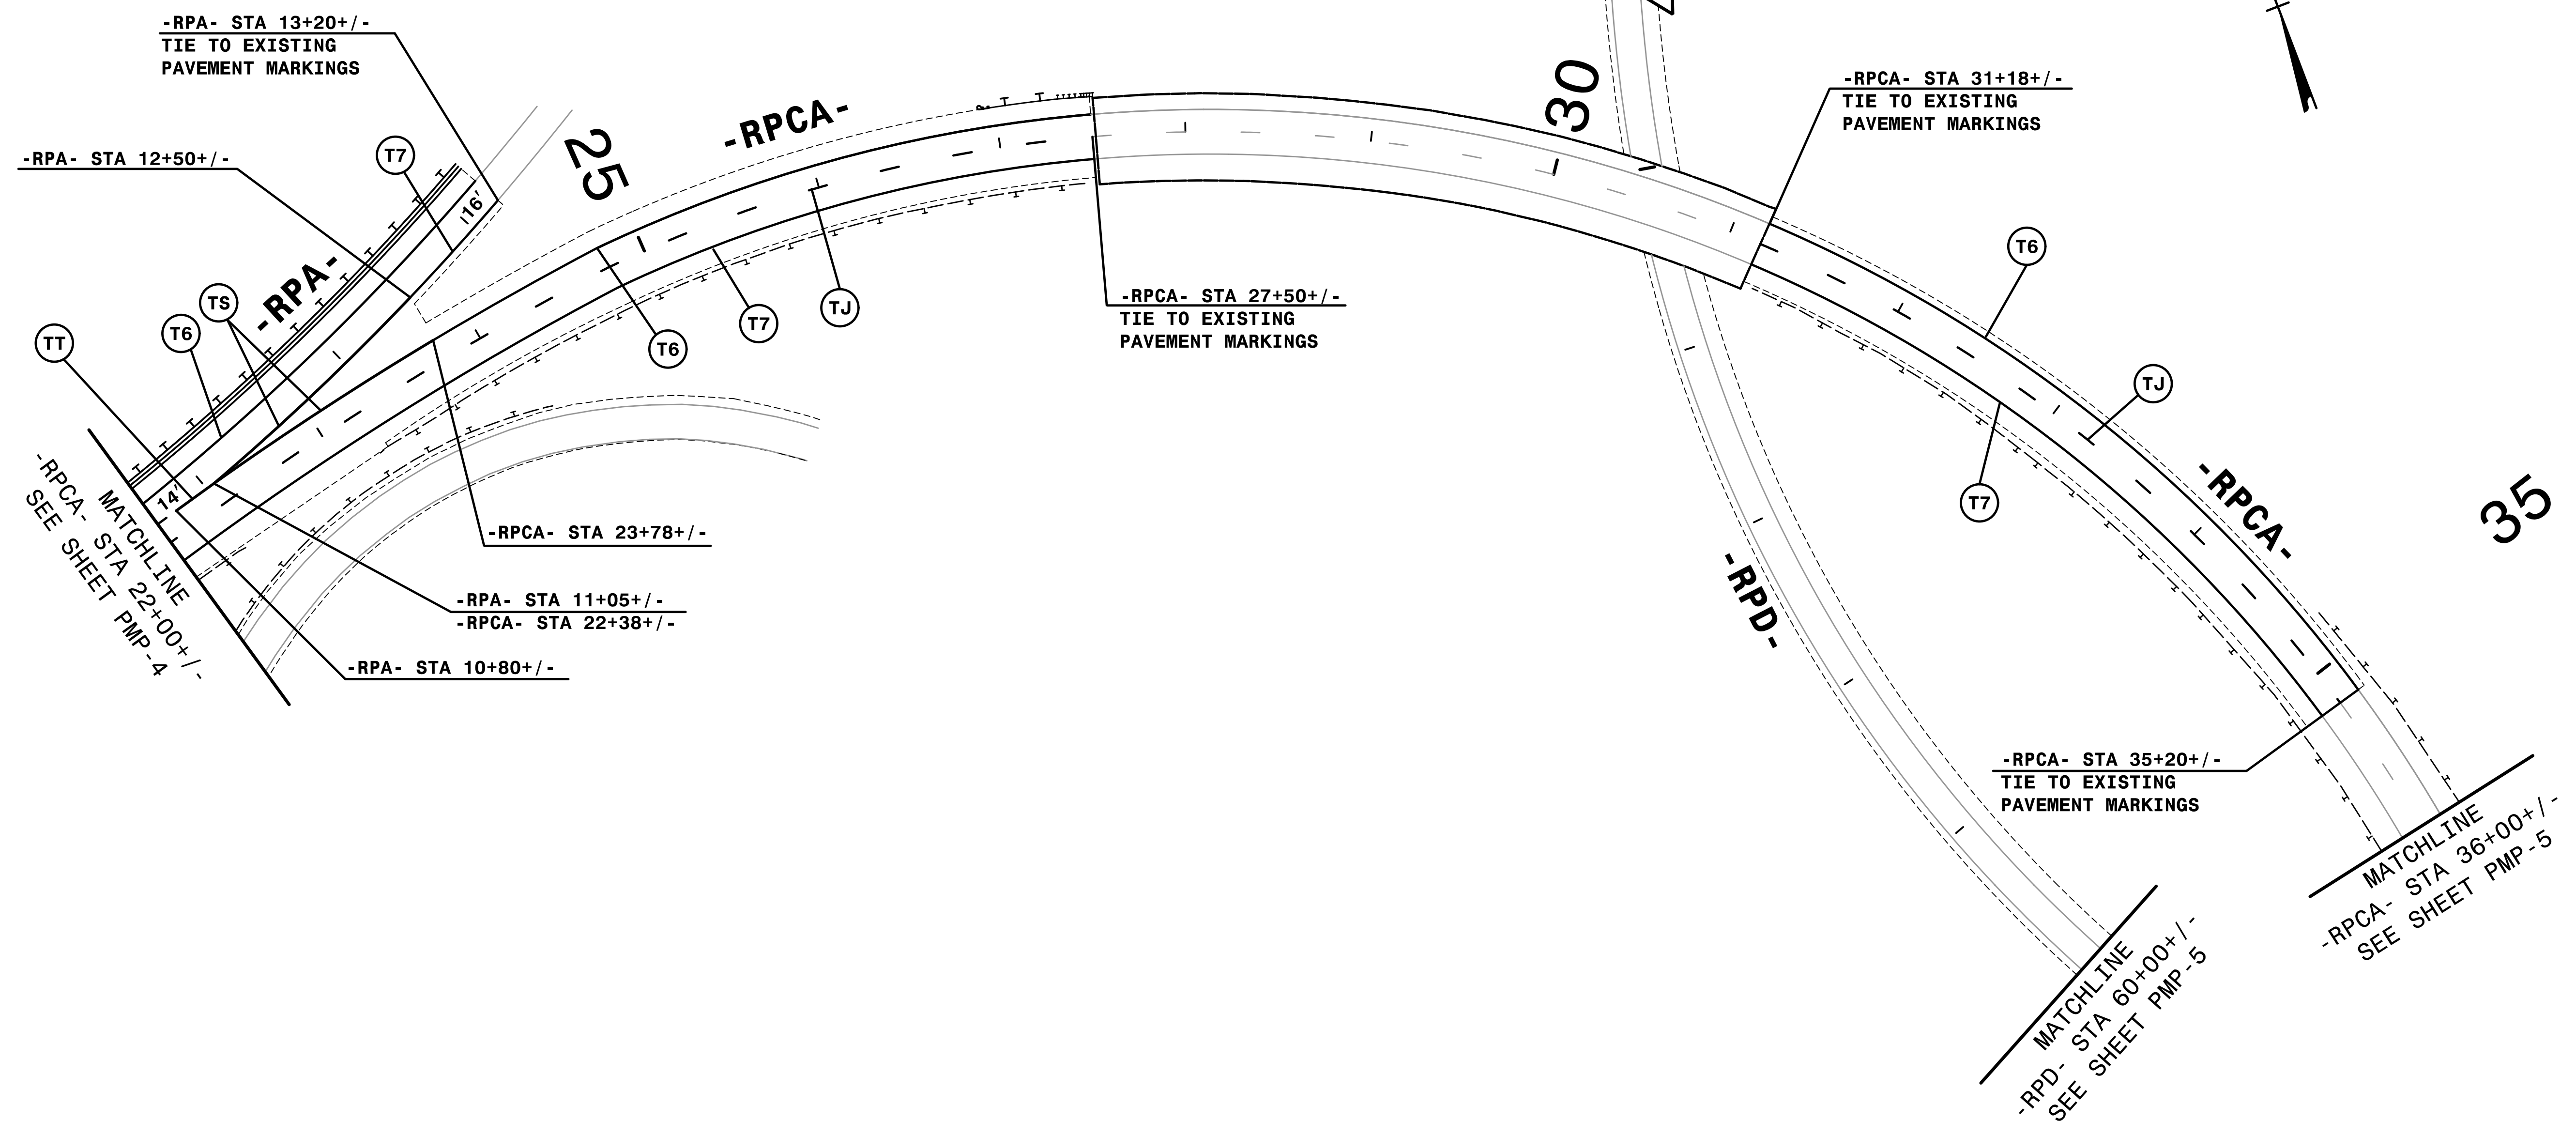 -RPA- STA 13+20+/-
TIE TO EXISTING
PAVEMENT MARKINGS
-RPA- STA 12+50+/-
T7
16'
-RPA-
TS
T6
TT
14'
MATCHLINE
-RPCA- STA 22+00+/-
SEE SHEET PMP-4
25
-RPCA-
T6
T7
TJ
-RPCA- STA 23+78+/-
-RPA- STA 11+05+/-
-RPCA- STA 22+38+/-
-RPA- STA 10+80+/-
-RPCA- STA 27+50+/-
TIE TO EXISTING
PAVEMENT MARKINGS
30
-RPCA- STA 31+18+/-
TIE TO EXISTING
PAVEMENT MARKINGS
T6
TJ
T7
-RPCA-
35
-RPD-
-RPCA- STA 35+20+/-
TIE TO EXISTING
PAVEMENT MARKINGS
MATCHLINE
-RPCA- STA 36+00+/-
SEE SHEET PMP-5
MATCHLINE
-RPD- STA 60+00+/-
SEE SHEET PMP-5